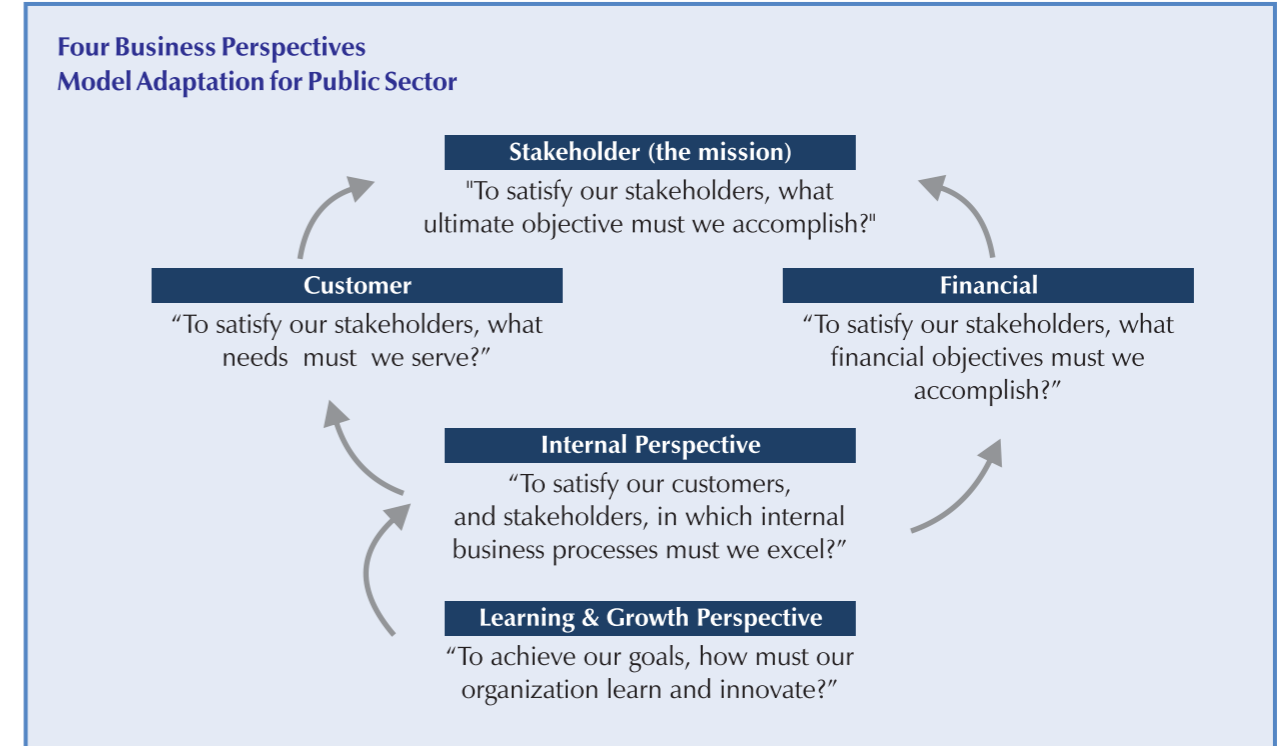 Four Business Perspectives
Model Adaptation for Public Sector
Stakeholder (the mission)
"To satisfy our stakeholders, what
ultimate objective must we accomplish?"
Customer
“To satisfy our stakeholders, what
needs must we serve?”
Financial
“To satisfy our stakeholders, what
financial objectives must we
accomplish?”
Internal Perspective
“To satisfy our customers,
and stakeholders, in which internal
business processes must we excel?”
Learning & Growth Perspective
“To achieve our goals, how must our
organization learn and innovate?”